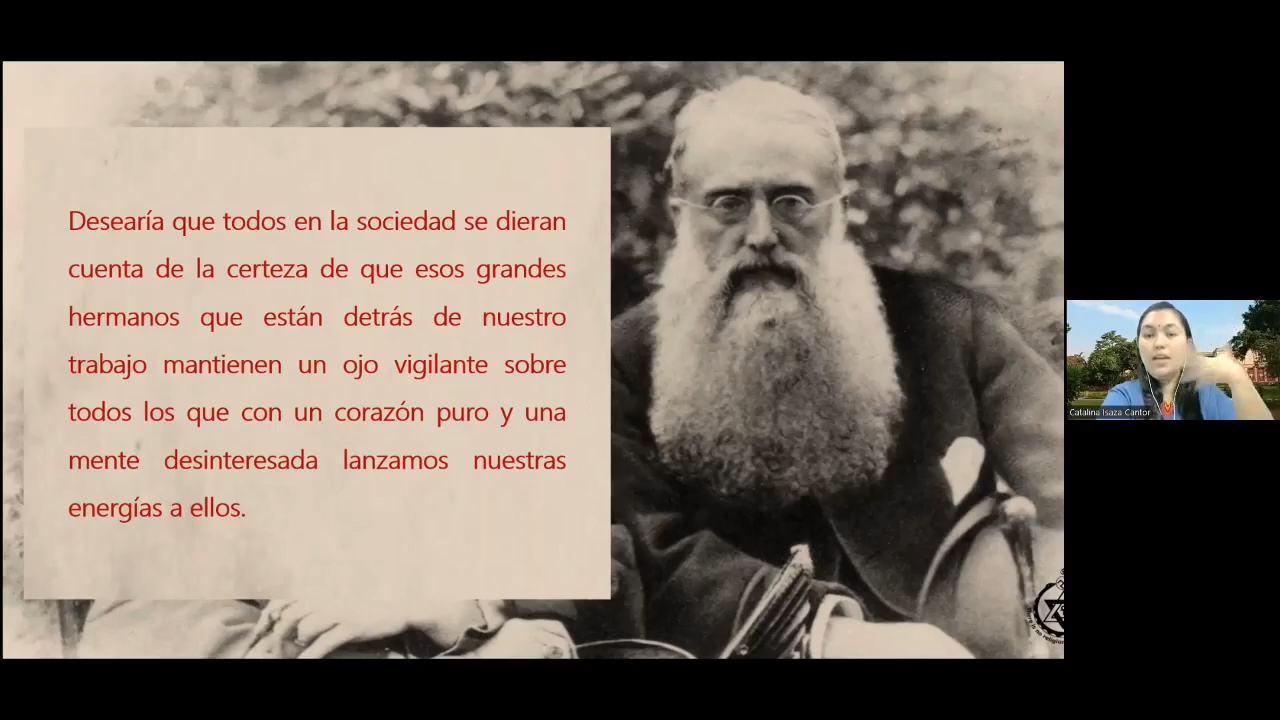 Desearía que todos en la sociedad se dieran
cuenta de la certeza de que esos grandes
hermanos que están detrás de nuestro
trabajo mantienen un ojo vigilante sobre
todos los que con un corazón puro y una
mente desinteresada lanzamos nuestras
energías a ellos.
Catalina Isaza Cantor